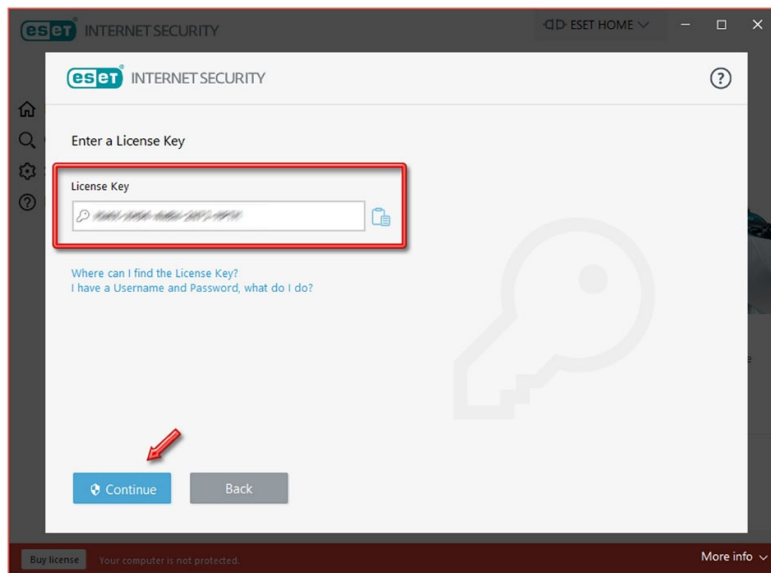 eset INTERNET SECURITY
ESET HOME
eset INTERNET SECURITY
Enter a License Key
License Key
Where can I find the License Key?
I have a Username and Password, what do I do?
Continue
Back
Buy license
Your computer is not protected.
More info